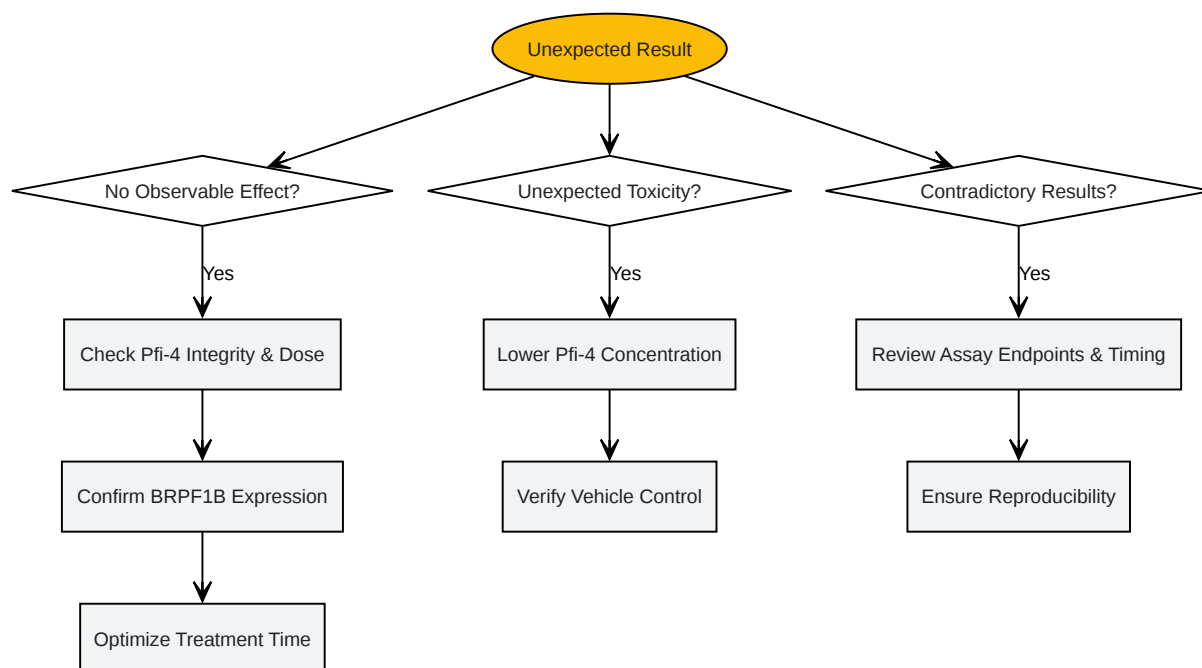 Unexpected Result
No Observable Effect?
Unexpected Toxicity?
Contradictory Results?
Yes
Yes
Yes
Check Pfi-4 Integrity & Dose
Lower Pfi-4 Concentration
Review Assay Endpoints & Timing
Confirm BRPF1B Expression
Verify Vehicle Control
Ensure Reproducibility
Optimize Treatment Time